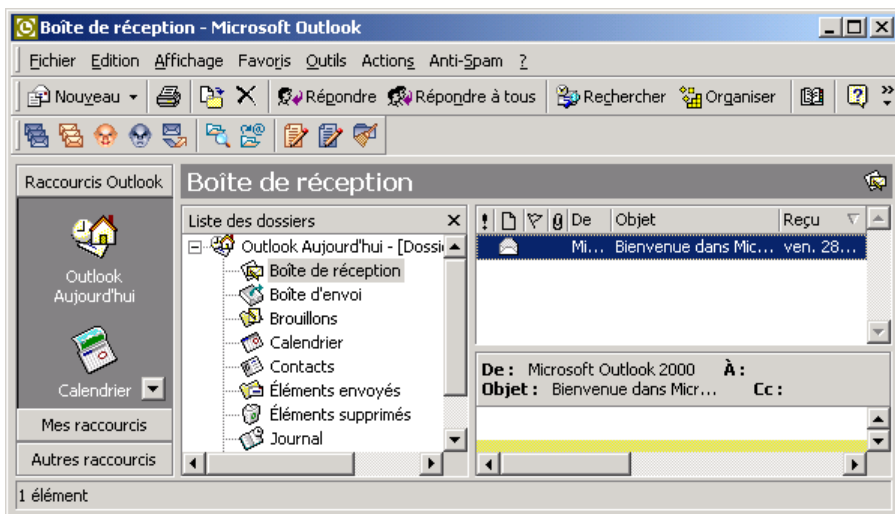 Boîte de réception - Microsoft Outlook
Fichier Edition Affichage Favoris Outils Actions Anti-Spam ?
Nouveau Répondre Répondre à tous Rechercher Organiser
Raccourcis Outlook
Boîte de réception
Outlook Aujourd'hui
Calendrier
Mes raccourcis
Autres raccourcis
Liste des dossiers
Outlook Aujourd'hui - [Dossi
Boîte de réception
Boîte d'envoi
Brouillons
Calendrier
Contacts
Éléments envoyés
Éléments supprimés
Journal
De Objet Reçu
Mi... Bienvenue dans Mic... ven. 28...
De : Microsoft Outlook 2000 À :
Objet : Bienvenue dans Micr... Cc :
1 élément